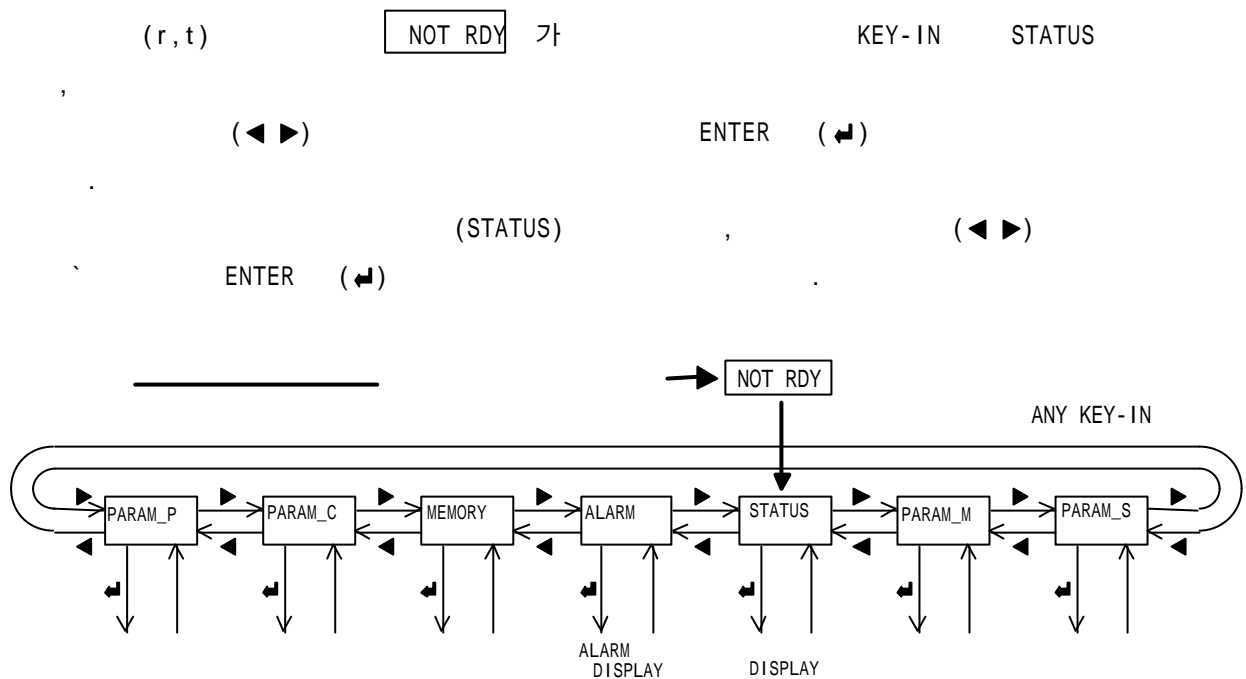 (r,t) NOT RDY 가 KEY-IN STATUS
,
(◀ ▶) ENTER (↵)
.
(STATUS) , (◀ ▶)
` ENTER (↵) .
NOT RDY
ANY KEY-IN
▶ ▶ ▶ ▶ ▶ ▶ ▶ ▶
PARAM_P PARAM_C MEMORY ALARM STATUS PARAM_M PARAM_S
◀ ◀ ◀ ◀ ◀ ◀ ◀ ◀
↵ ↵ ↵ ↵ ↵ ↵ ↵
ALARM
DISPLAY DISPLAY